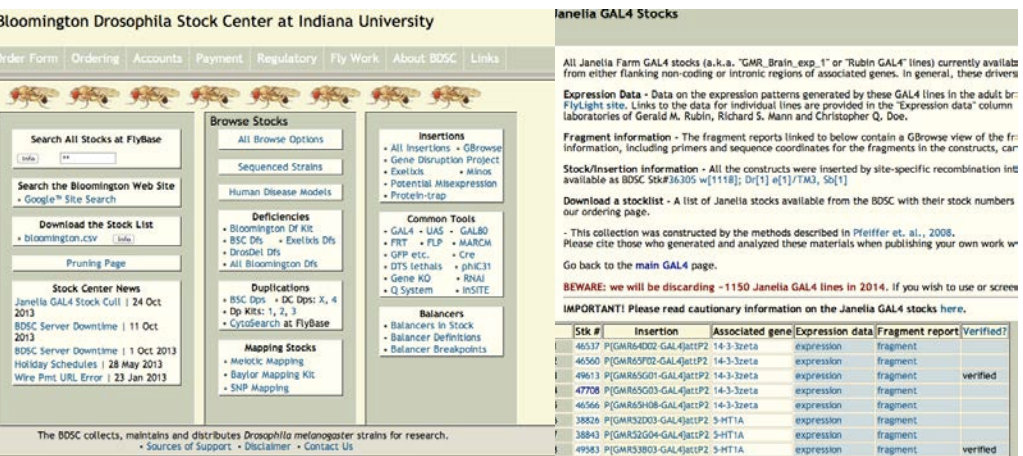 Bloomington Drosophila Stock Center at Indiana University
Order Form Ordering Accounts Payment Regulatory Fly Work About BDSC Links
Search All Stocks at FlyBase
Info **
Search the Bloomington Web Site
• Google™ Site Search
Download the Stock List
• bloomington.csv Info
Pruning Page
Stock Center News
Janelia GAL4 Stock Cull | 24 Oct
2013
BDSC Server Downtime | 11 Oct
2013
BDSC Server Downtime | 1 Oct 2013
Holiday Schedules | 28 May 2013
Wire Pmt URL Error | 23 Jan 2013
Browse Stocks
All Browse Options
Sequenced Strains
Human Disease Models
Deficiencies
• Bloomington Df Kit
• BSC Dfs • Exelixis Dfs
• DrosDel Dfs
• All Bloomington Dfs
Duplications
• BSC Dps • DC Dps: X, 4
• Dp Kits: 1, 2, 3
• CytoSearch at FlyBase
Mapping Stocks
• Meiotic Mapping
• Baylor Mapping Kit
• SNP Mapping
Insertions
• All Insertions • GBrowse
• Gene Disruption Project
• Exelixis • Minos
• Potential Misexpression
• Protein-trap
Common Tools
• GAL4 • UAS • GAL80
• FRT • FLP • MARCM
• GFP etc. • Cre
• DTS lethals • phiC31
• Gene KO • RNAi
• Q System • InSITE
Balancers
• Balancers in Stock
• Balancer Definitions
• Balancer Breakpoints
The BDSC collects, maintains and distributes Drosophila melanogaster strains for research.
• Sources of Support • Disclaimer • Contact Us
Janelia GAL4 Stocks
All Janelia Farm GAL4 stocks (a.k.a. "GMR_Brain_exp_1" or "Rubin GAL4" lines) currently availab
from either flanking non-coding or intronic regions of associated genes. In general, these drivers
Expression Data - Data on the expression patterns generated by these GAL4 lines in the adult br
FlyLight site. Links to the data for individual lines are provided in the "Expression data" column
laboratories of Gerald M. Rubin, Richard S. Mann and Christopher Q. Doe.
Fragment information - The fragment reports linked to below contain a GBrowse view of the fr
information, including primers and sequence coordinates for the fragments in the constructs, can
Stock/Insertion information - All the constructs were inserted by site-specific recombination int
available as BDSC Stk#36305 w[1118]; Dr[1] e[1]/TM3, Sb[1]
Download a stocklist - A list of Janelia stocks available from the BDSC with their stock numbers
our ordering page.
- This collection was constructed by the methods described in Pfeiffer et. al., 2008.
Please cite those who generated and analyzed these materials when publishing your own work w
Go back to the main GAL4 page.
BEWARE: we will be discarding ~1150 Janelia GAL4 lines in 2014. If you wish to use or screen
IMPORTANT! Please read cautionary information on the Janelia GAL4 stocks here.
Stk # Insertion Associated gene Expression data Fragment report Verified?
46537 P{GMR64D02-GAL4}attP2 14-3-3zeta expression fragment
46560 P{GMR65F02-GAL4}attP2 14-3-3zeta expression fragment
49613 P{GMR65G01-GAL4}attP2 14-3-3zeta expression fragment verified
47708 P{GMR65G03-GAL4}attP2 14-3-3zeta expression fragment
46566 P{GMR65H08-GAL4}attP2 14-3-3zeta expression fragment
38826 P{GMR52D03-GAL4}attP2 5-HT1A expression fragment
38843 P{GMR52G04-GAL4}attP2 5-HT1A expression fragment
49583 P{GMR53B03-GAL4}attP2 5-HT1A expression fragment verified